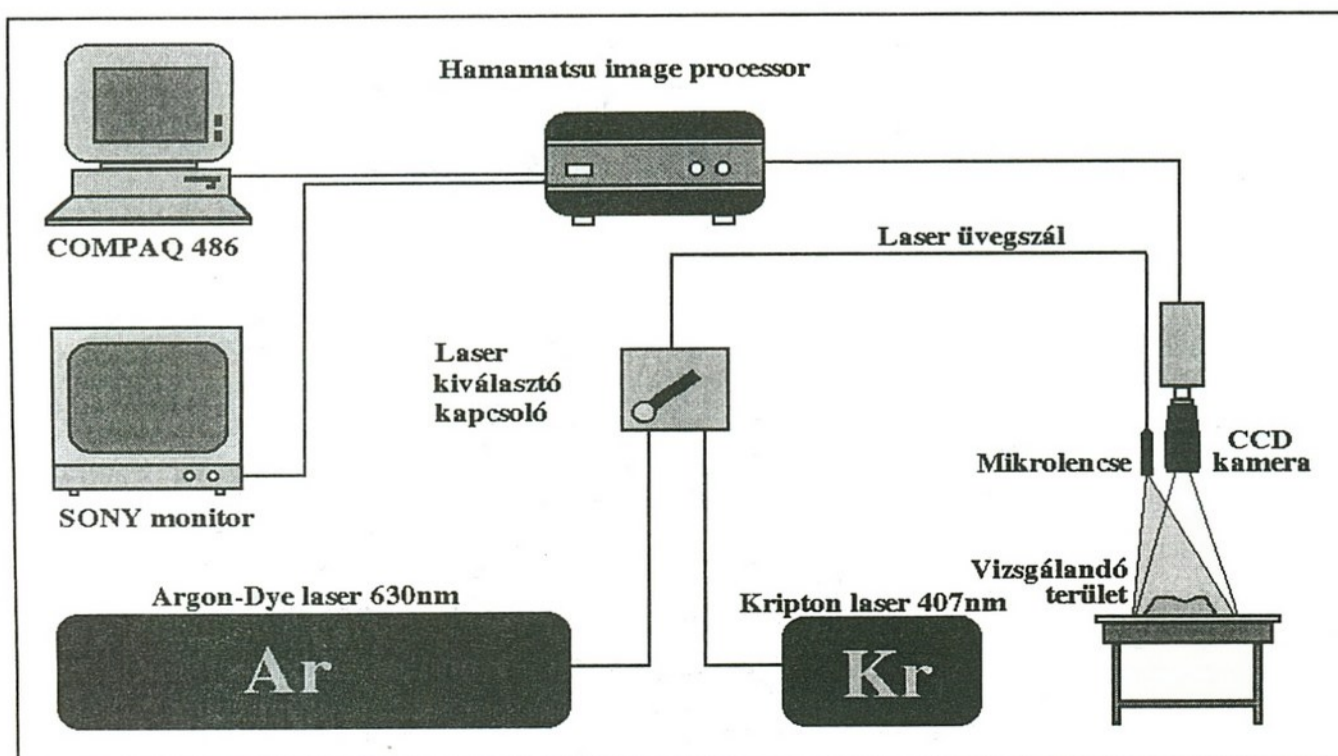 Hamamatsu image processor
COMPAQ 486
Laser üvegszál
Laser
kiválasztó
kapcsoló
CCD
kamera
Mikrolencse
SONY monitor
Vizsgálandó
terület
Argon-Dye laser 630nm
Kripton laser 407nm
Ar
Kr